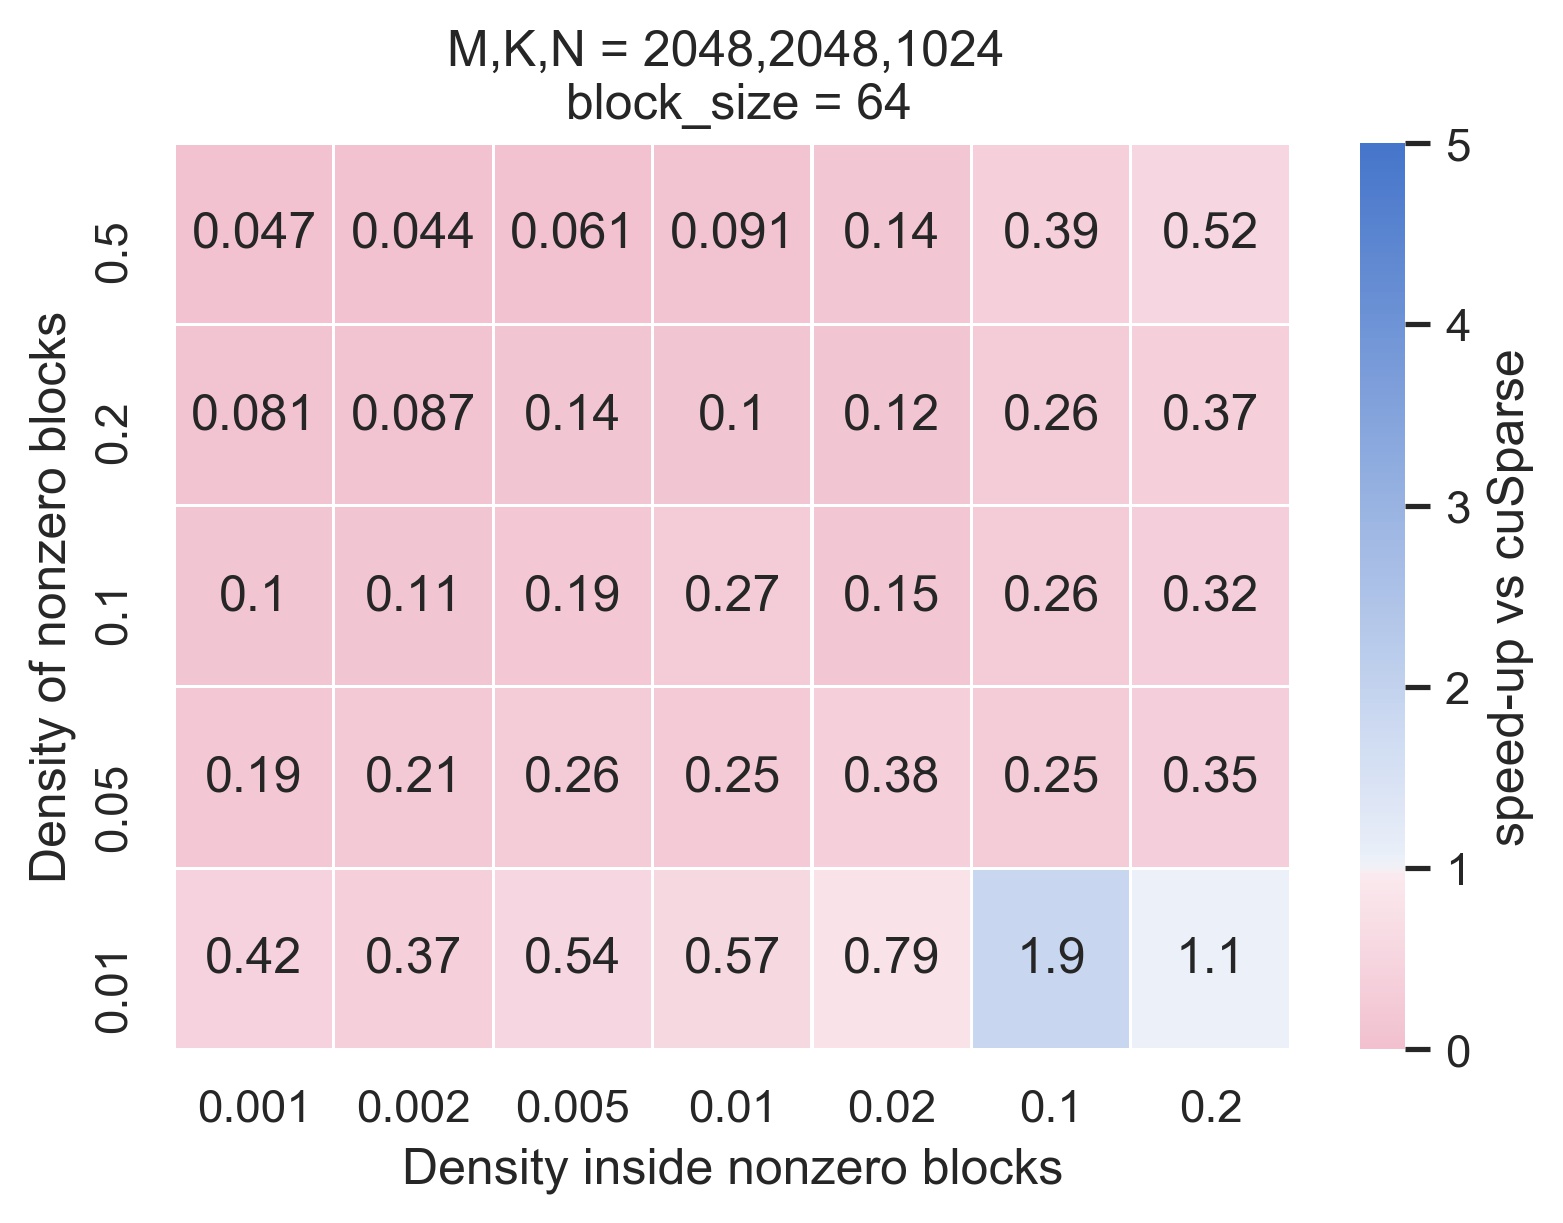 M,K,N = 2048,2048,1024
block_size = 64
Density of nonzero blocks
0.5
0.047 0.044 0.061 0.091 0.14 0.39 0.52
0.2
0.081 0.087 0.14 0.1 0.12 0.26 0.37
0.1
0.1 0.11 0.19 0.27 0.15 0.26 0.32
0.05
0.19 0.21 0.26 0.25 0.38 0.25 0.35
0.01
0.42 0.37 0.54 0.57 0.79 1.9 1.1
0.001 0.002 0.005 0.01 0.02 0.1 0.2
Density inside nonzero blocks
5
4
3
2
1
0
speed-up vs cuSparse